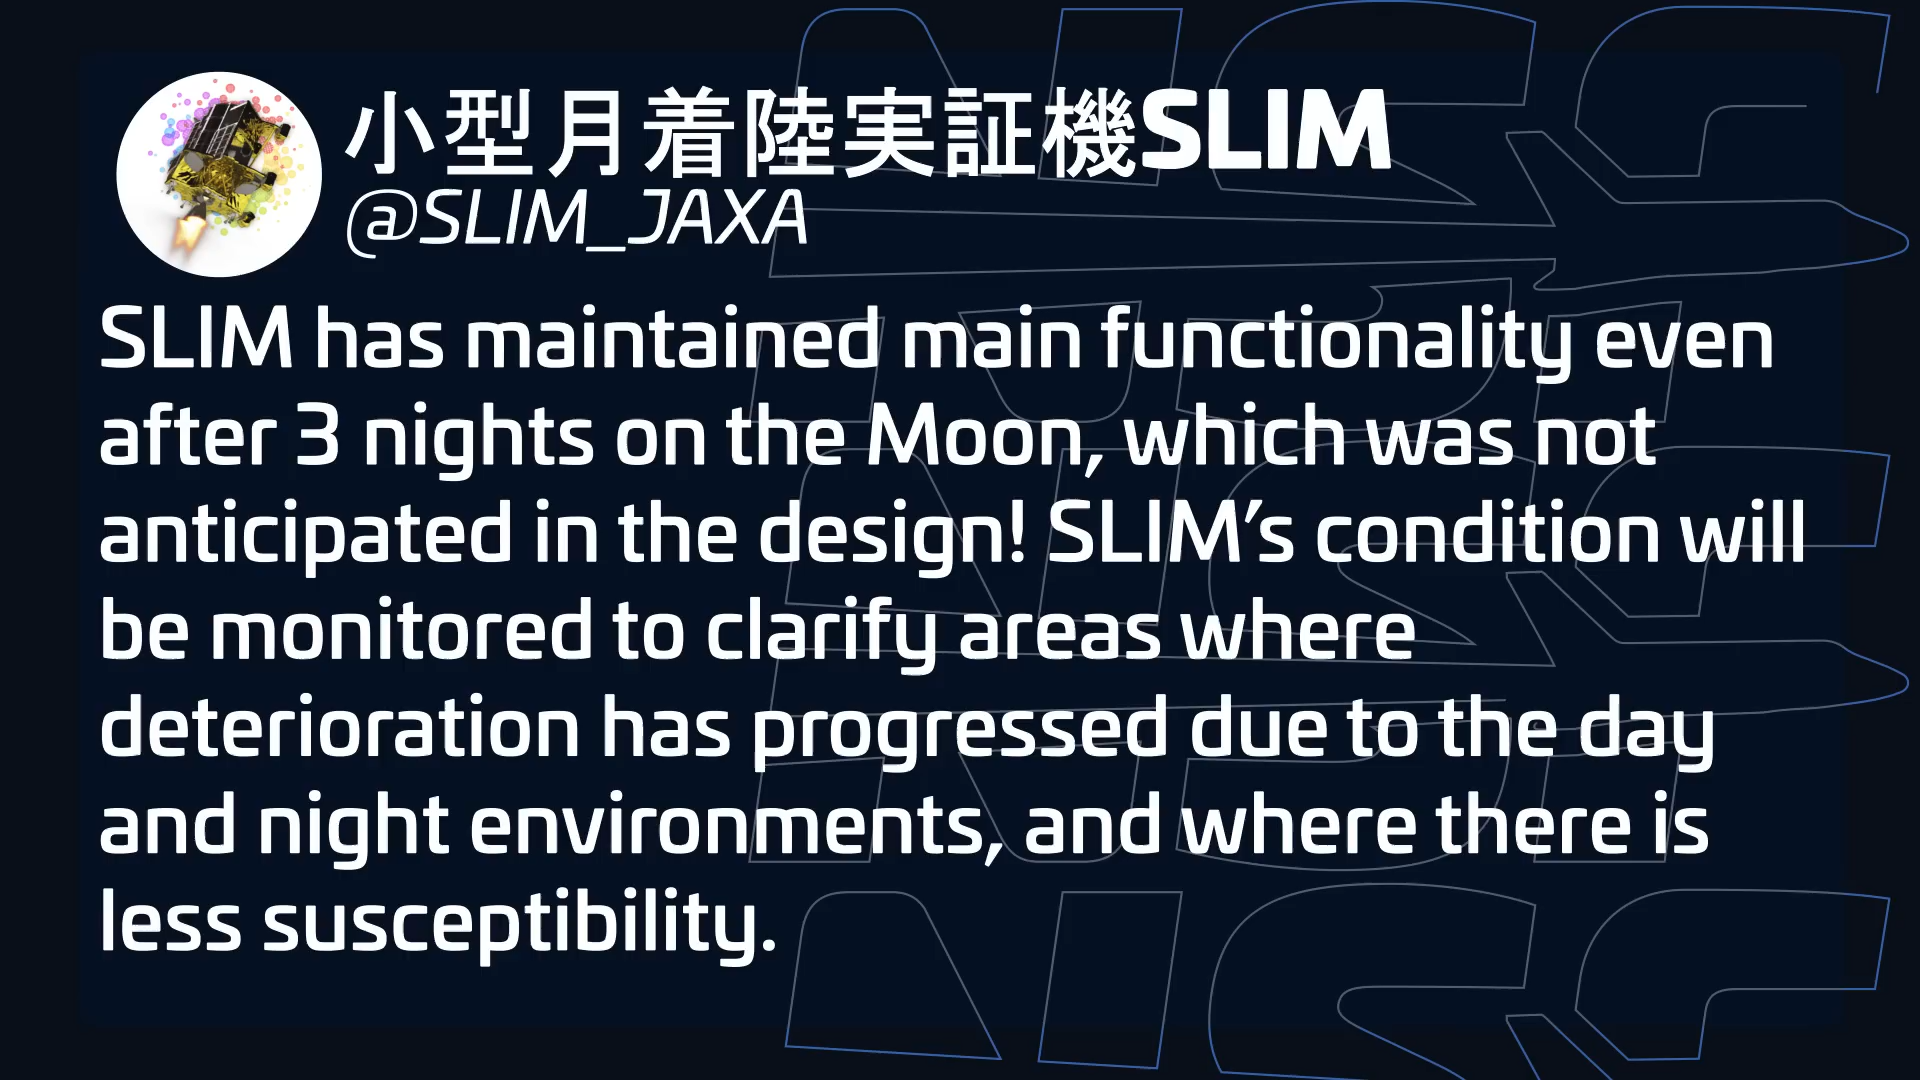 小型月着陸実証機SLIM
@SLIM_JAXA
SLIM has maintained main functionality even
after 3 nights on the Moon, which was not
anticipated in the design! SLIM’s condition will
be monitored to clarify areas where
deterioration has progressed due to the day
and night environments, and where there is
less susceptibility.